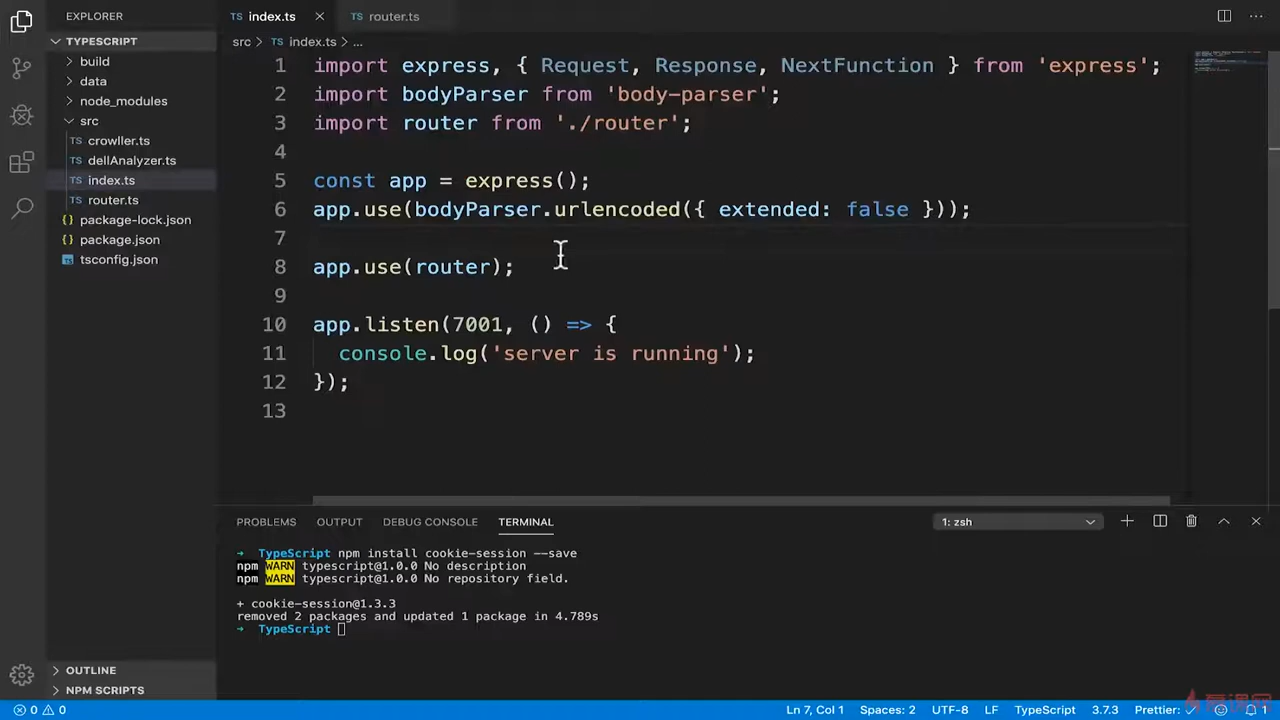 EXPLORER
TS index.ts
TS router.ts
TYPESCRIPT
src > TS index.ts > ...
build
data
node_modules
src
TS crowller.ts
TS dellAnalyzer.ts
TS index.ts
TS router.ts
{} package-lock.json
{} package.json
{} tsconfig.json
1 import express, { Request, Response, NextFunction } from 'express';
2 import bodyParser from 'body-parser';
3 import router from './router';
4
5 const app = express();
6 app.use(bodyParser.urlencoded({ extended: false }));
7
8 app.use(router);
9
10 app.listen(7001, () => {
11 console.log('server is running');
12 });
13
PROBLEMS OUTPUT DEBUG CONSOLE TERMINAL 1: zsh
→ TypeScript npm install cookie-session --save
npm WARN typescript@1.0.0 No description
npm WARN typescript@1.0.0 No repository field.
+ cookie-session@1.3.3
removed 2 packages and updated 1 package in 4.789s
→ TypeScript
OUTLINE
NPM SCRIPTS
0 0 Ln 7, Col 1 Spaces: 2 UTF-8 LF TypeScript 3.7.3 Prettier: ✓ 1